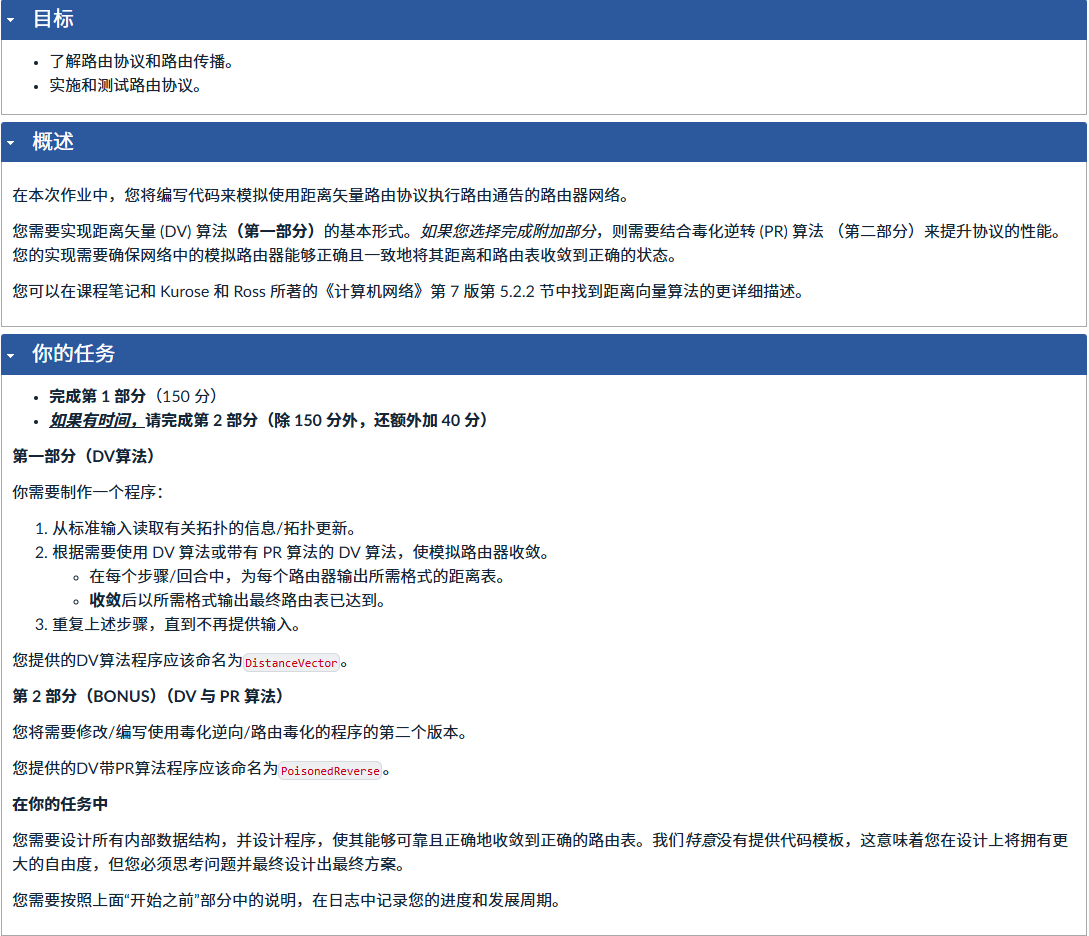 目标
了解路由协议和路由传播。
实施和测试路由协议。
概述
在本次作业中，您将编写代码来模拟使用距离矢量路由协议执行路由通告的路由器网络。
您需要实现距离矢量 (DV) 算法（第一部分）的基本形式。如果您选择完成附加部分，则需要结合毒化逆转 (PR) 算法 （第二部分）来提升协议的性能。
您的实现需要确保网络中的模拟路由器能够正确且一致地将其距离和路由表收敛到正确的状态。
您可以在课程笔记和 Kurose 和 Ross 所著的《计算机网络》第 7 版第 5.2.2 节中找到距离向量算法的更详细描述。
你的任务
完成第 1 部分（150 分）
如果有时间，请完成第 2 部分（除 150 分外，还额外加 40 分）
第一部分（DV算法）
你需要制作一个程序：
1. 从标准输入读取有关拓扑的信息/拓扑更新。
2. 根据需要使用 DV 算法或带有 PR 算法的 DV 算法，使模拟路由器收敛。
在每个步骤/回合中，为每个路由器输出所需格式的距离表。
收敛后以所需格式输出最终路由表已达到。
3. 重复上述步骤，直到不再提供输入。
您提供的DV算法程序应该命名为DistanceVector。
第 2 部分（BONUS）（DV 与 PR 算法）
您将需要修改/编写使用毒化逆向/路由毒化的程序的第二个版本。
您提供的DV带PR算法程序应该命名为PoisonedReverse。
在你的任务中
您需要设计所有内部数据结构，并设计程序，使其能够可靠且正确地收敛到正确的路由表。我们特意没有提供代码模板，这意味着您在设计上将拥有更
大的自由度，但您必须思考问题并最终设计出最终方案。
您需要按照上面“开始之前”部分中的说明，在日志中记录您的进度和发展周期。